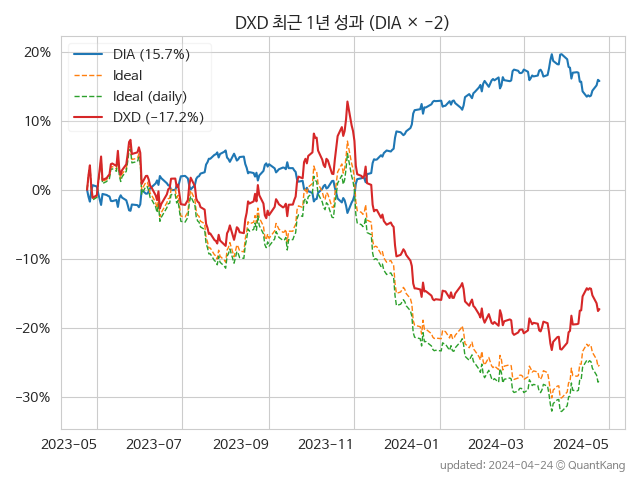 DXD 최근 1년 성과 (DIA × −2)
DIA (15.7%)
Ideal
Ideal (daily)
DXD (−17.2%)
20%
10%
0%
−10%
−20%
−30%
2023−05
2023−07
2023−09
2023−11
2024−01
2024−03
2024−05
updated: 2024−04−24 © QuantKang